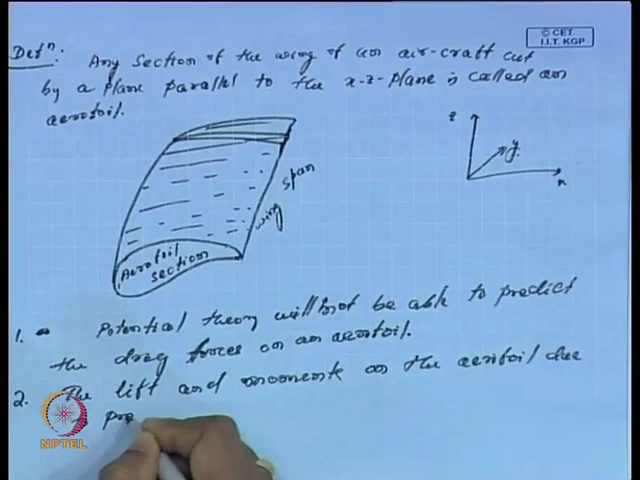 © CET
I.I.T. KGP
Defⁿ: Any section of the wing of an air-craft cut
by a plane parallel to the x-z-plane is called an
aerofoil.
z
y
x
span
wing
Aerofoil
section
1. Potential theory will not be able to predict
the drag forces on an aerofoil.
2. The lift and moment on the aerofoil due
pre
NPTEL